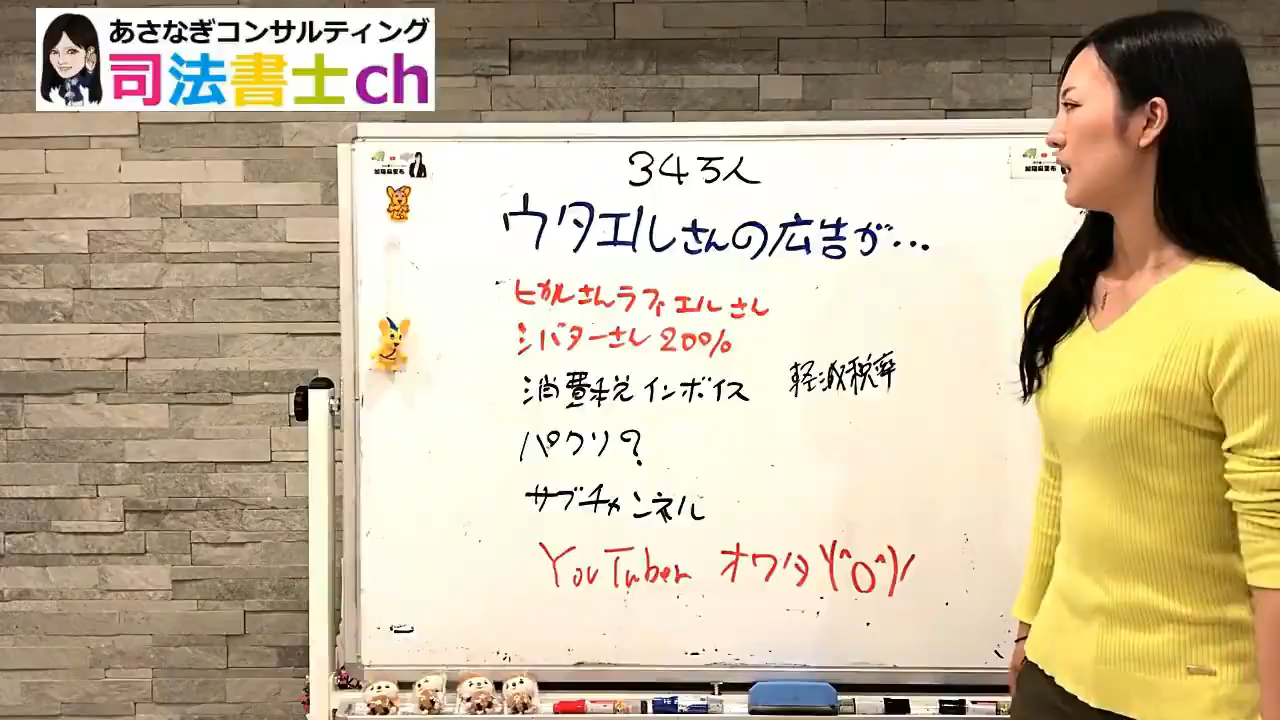 あさなぎコンサルティング
司法書士ch
345人
ウタエルさんの広告が…
ヒカルさんラファエルさん
シバターさん200%
消費税インボイス 軽減税率
パクリ?
サブチャンネル
YouTuber オワタ\(^O^)/